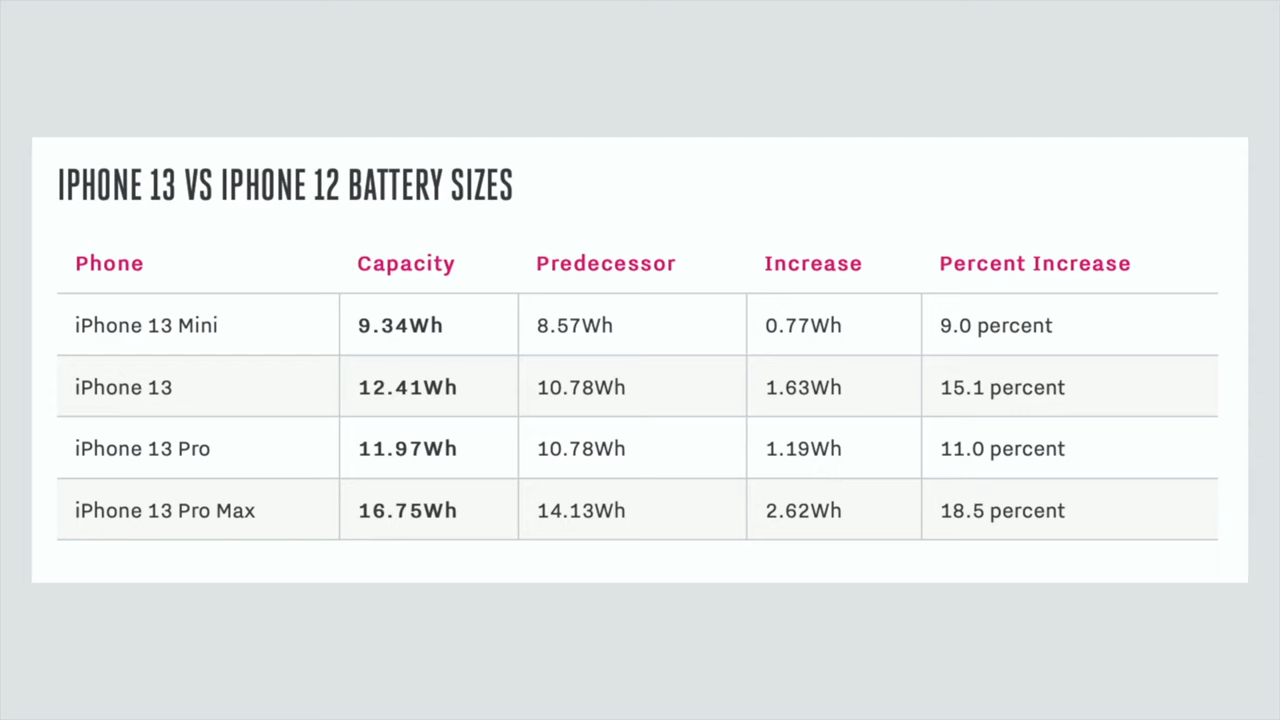 IPHONE 13 VS IPHONE 12 BATTERY SIZES
Phone Capacity Predecessor Increase Percent Increase
iPhone 13 Mini 9.34Wh 8.57Wh 0.77Wh 9.0 percent
iPhone 13 12.41Wh 10.78Wh 1.63Wh 15.1 percent
iPhone 13 Pro 11.97Wh 10.78Wh 1.19Wh 11.0 percent
iPhone 13 Pro Max 16.75Wh 14.13Wh 2.62Wh 18.5 percent